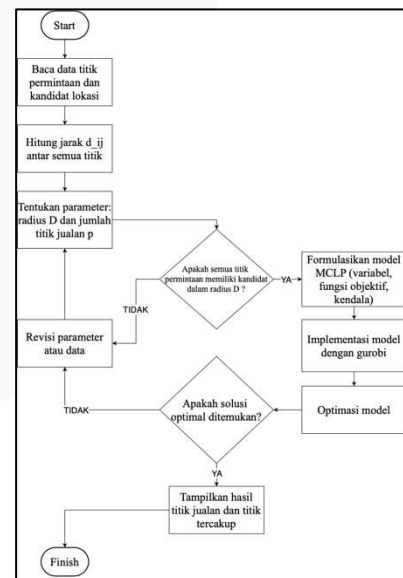 Start
Baca data titik
permintaan dan
kandidat lokasi
Hitung jarak d_ij
antar semua titik
Tentukan parameter:
radius D dan jumlah
titik jualan p
Apakah semua titik
permintaan memiliki kandidat
dalam radius D ?
YA
TIDAK
Formulasikan model
MCLP (variabel,
fungsi objektif,
kendala)
Revisi parameter
atau data
Implementasi model
dengan gurobi
Optimasi model
Apakah solusi
optimal ditemukan?
TIDAK
YA
Tampilkan hasil
titik jualan dan titik
tercakup
Finish